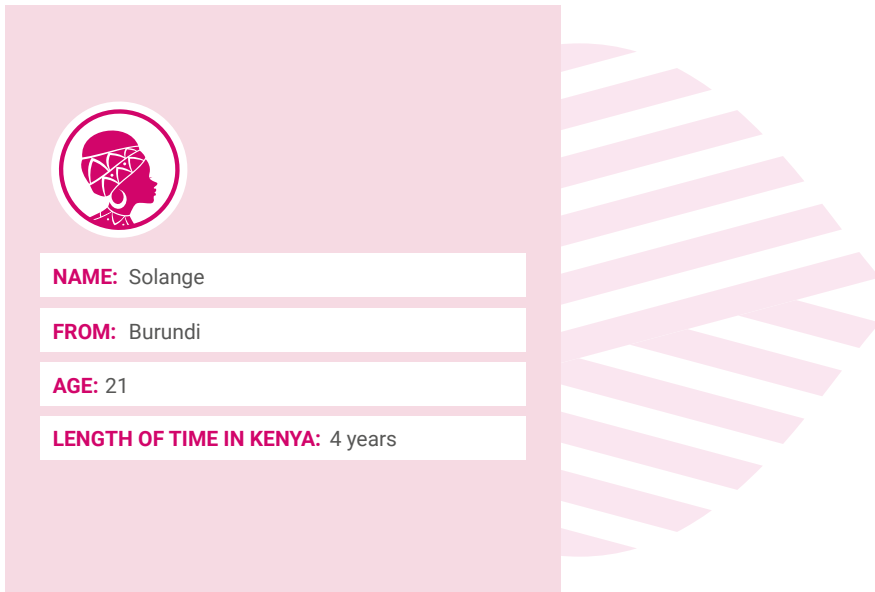 NAME: Solange
FROM: Burundi
AGE: 21
LENGTH OF TIME IN KENYA: 4 years